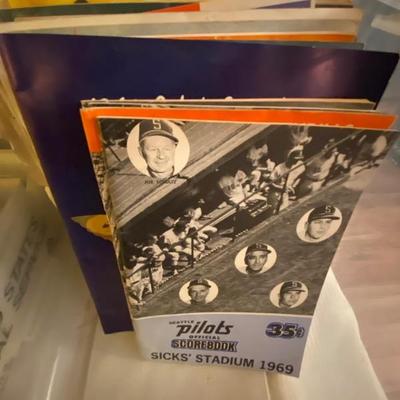 JOE SCHULTZ
SEATTLE
pilots
OFFICIAL
SCOREBOOK
35¢
SICKS' STADIUM 1969